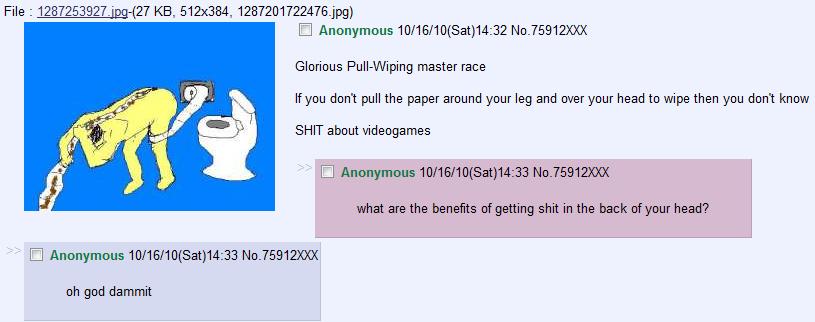 File : 1287253927.jpg-(27 KB, 512x384, 1287201722476.jpg)
Anonymous 10/16/10(Sat)14:32 No.75912XXX
Glorious Pull-Wiping master race
If you don't pull the paper around your leg and over your head to wipe then you don't know
SHIT about videogames
>> Anonymous 10/16/10(Sat)14:33 No.75912XXX
what are the benefits of getting shit in the back of your head?
>> Anonymous 10/16/10(Sat)14:33 No.75912XXX
oh god dammit